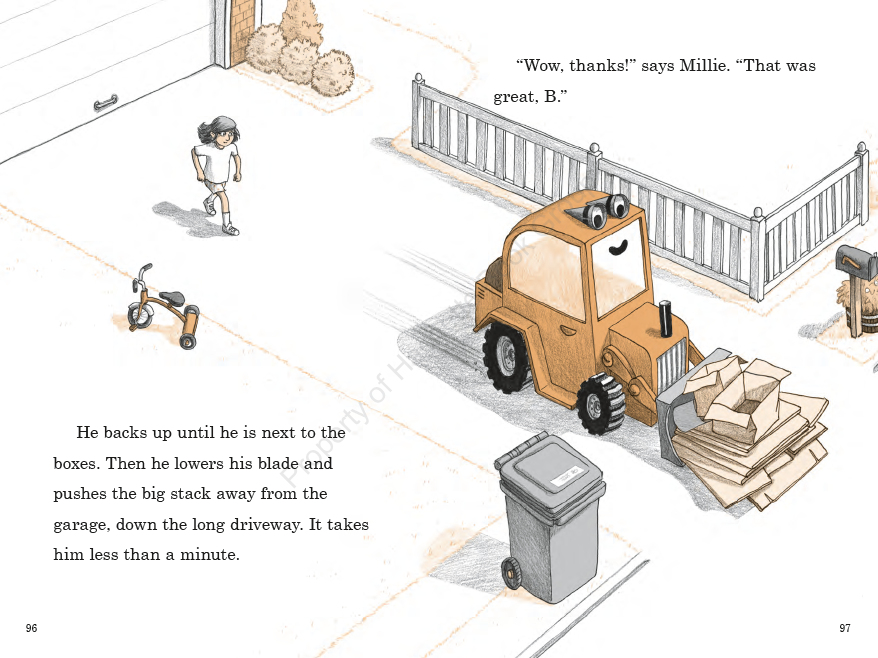 “Wow, thanks!” says Millie. “That was
great, B.”
He backs up until he is next to the
boxes. Then he lowers his blade and
pushes the big stack away from the
garage, down the long driveway. It takes
him less than a minute.
96
97
Property of H